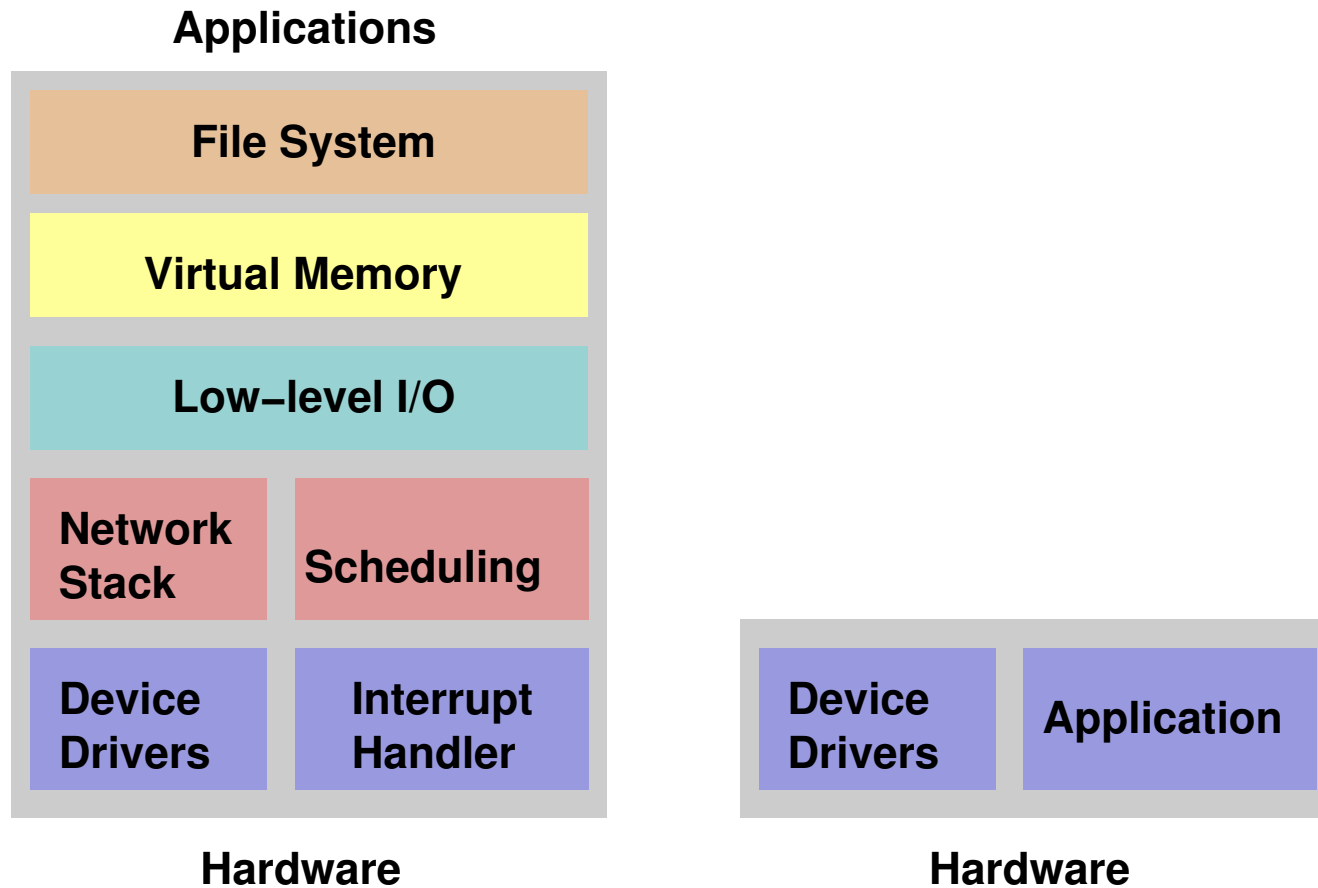 Applications
File System
Virtual Memory
Low−level I/O
Network
Stack
Scheduling
Device
Drivers
Interrupt
Handler
Hardware
Device
Drivers
Application
Hardware